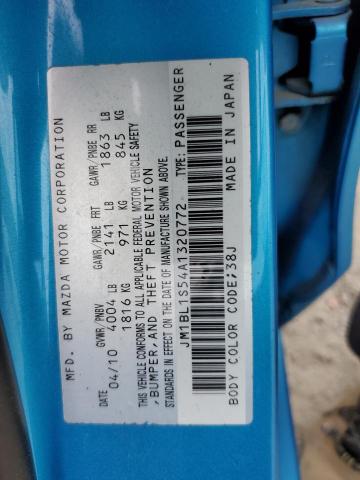 MFD. BY MAZDA MOTOR CORPORATION
DATE GVWR/PNBV GAWR/PNBE FRT GAWR/PNBE RR
04/10 4004 LB 2141 LB 1863 LB
1816 KG 971 KG 845 KG
THIS VEHICLE CONFORMS TO ALL APPLICABLE FEDERAL MOTOR VEHICLE SAFETY
,BUMPER,AND THEFT PREVENTION
STANDARDS IN EFFECT ON THE DATE OF MANUFACTURE SHOWN ABOVE.
JM1BL1S54A1320772 TYPE:PASSENGER
BODY COLOR CODE;38J MADE IN JAPAN